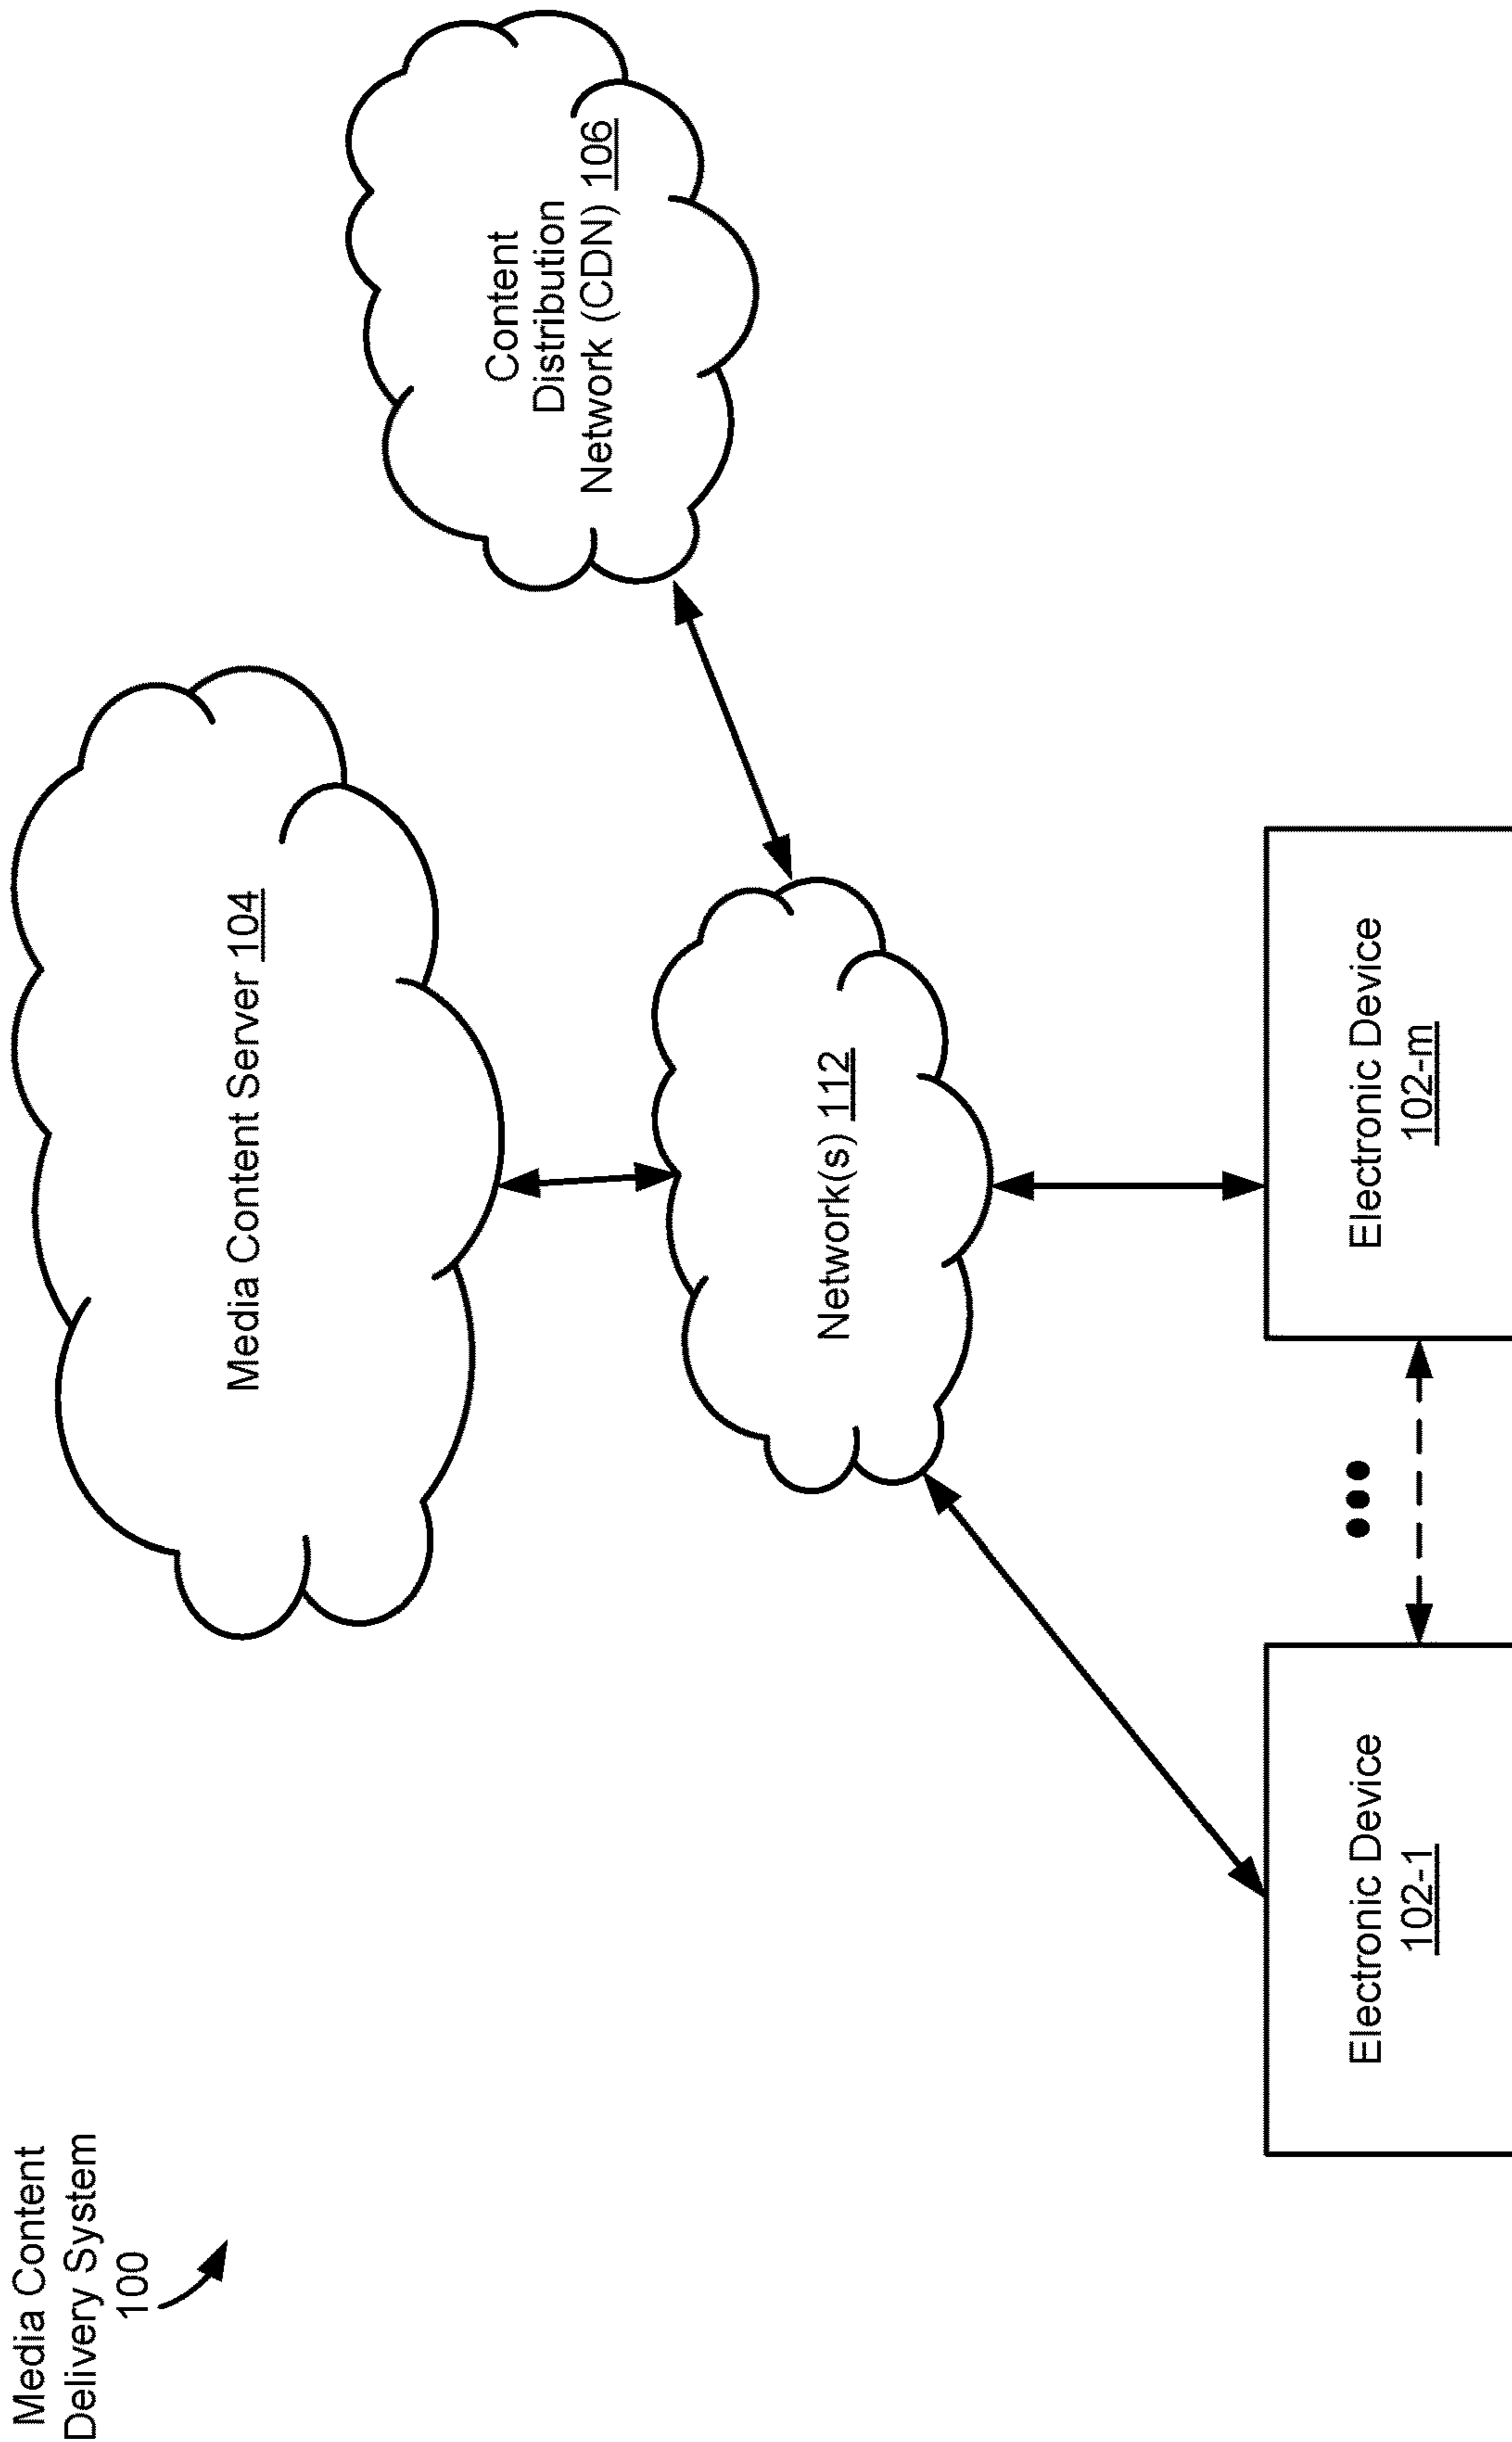 Media Content
Delivery System
100
Media Content Server 104
Content
Distribution
Network (CDN) 106
Network(s) 112
Electronic Device
102-1
Electronic Device
102-m